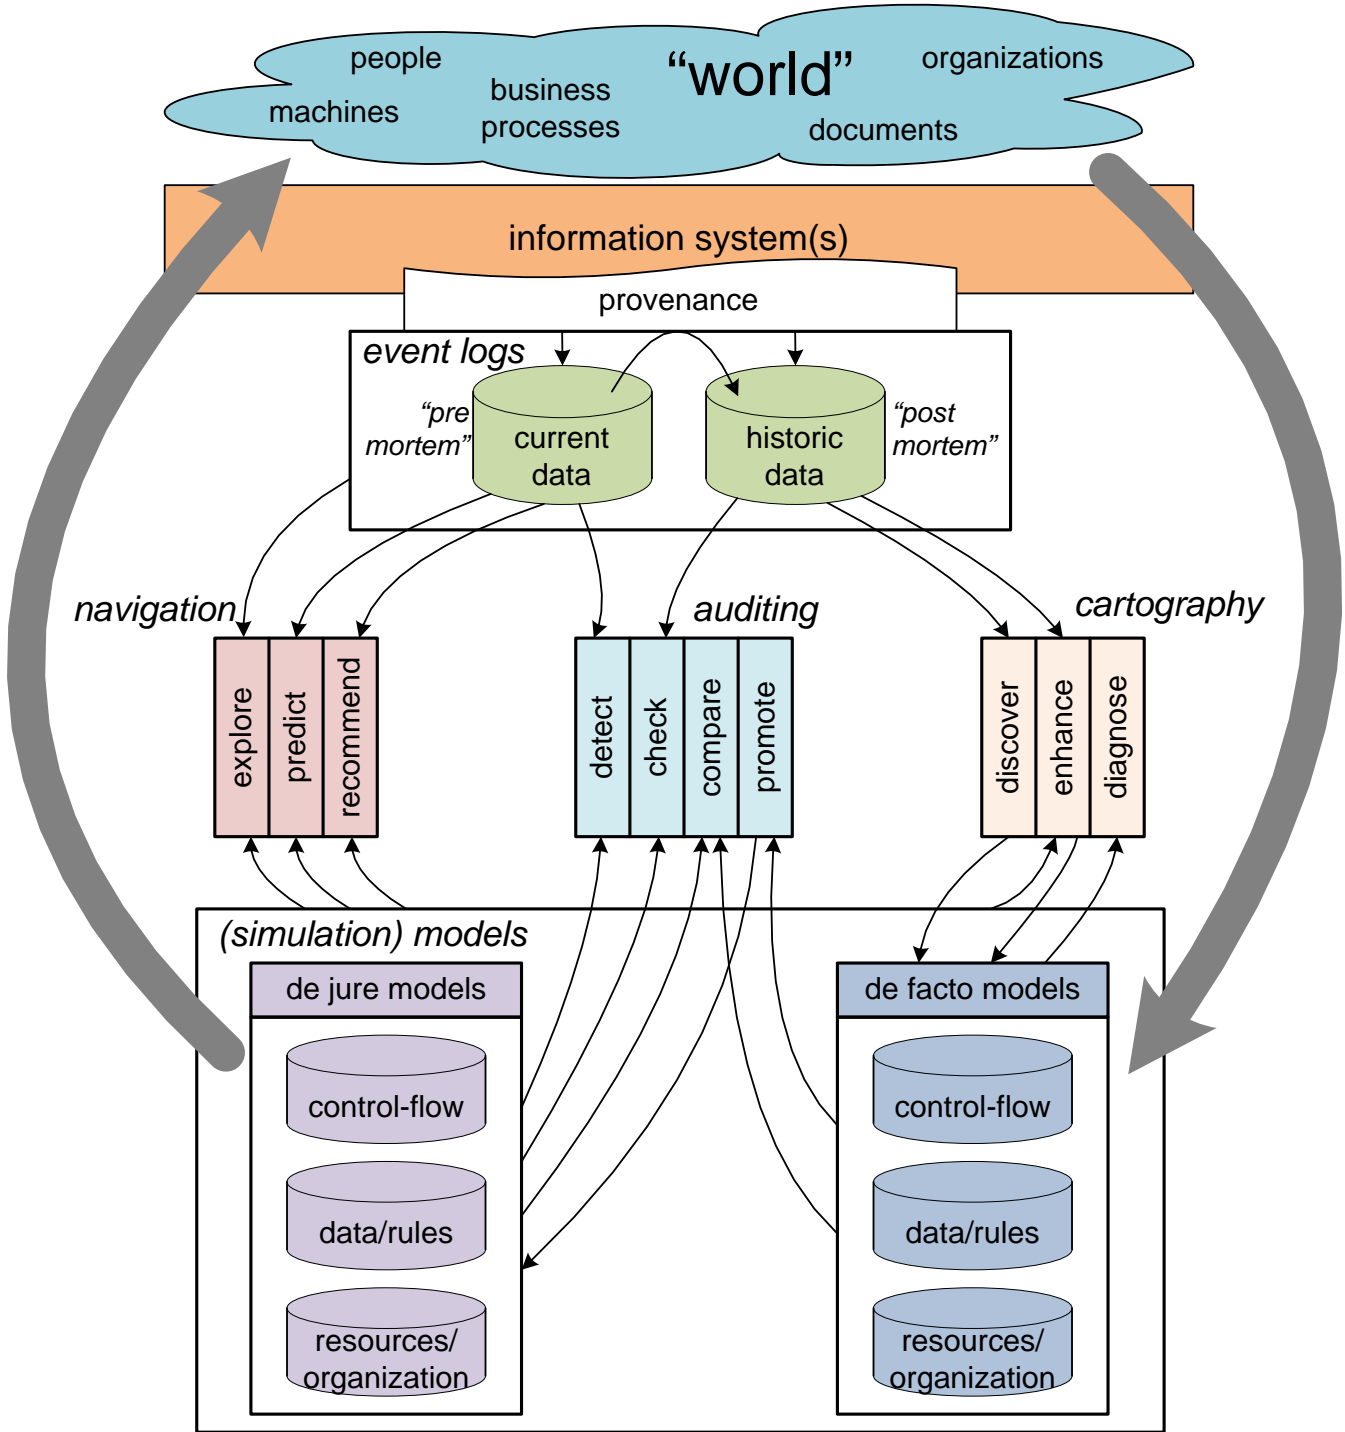 people
“world”
organizations
machines
business
processes
documents
information system(s)
provenance
event logs
“pre
mortem”
current
data
historic
data
“post
mortem”
navigation
auditing
cartography
explore
predict
recommend
detect
check
compare
promote
discover
enhance
diagnose
(simulation) models
de jure models
control-flow
data/rules
resources/
organization
de facto models
control-flow
data/rules
resources/
organization